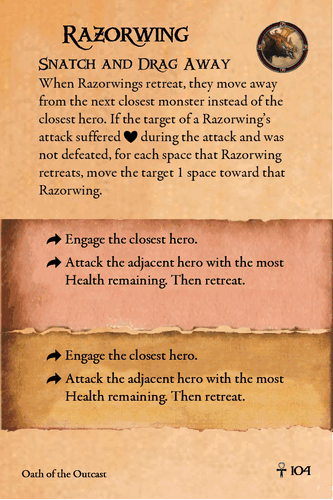 Razorwing
Snatch and Drag Away
When Razorwings retreat, they move away
from the next closest monster instead of the
closest hero. If the target of a Razorwing's
attack suffered ♥ during the attack and was
not defeated, for each space that Razorwing
retreats, move the target 1 space toward that
Razorwing.
Engage the closest hero.
Attack the adjacent hero with the most
Health remaining. Then retreat.
Engage the closest hero.
Attack the adjacent hero with the most
Health remaining. Then retreat.
Oath of the Outcast
104